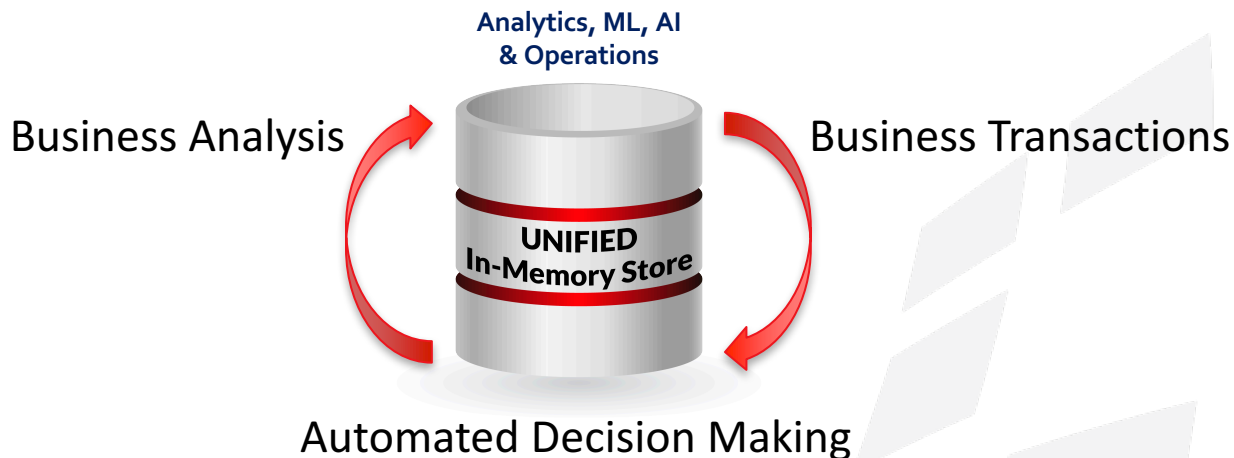 Analytics, ML, AI
& Operations
Business Analysis
Business Transactions
UNIFIED
In-Memory Store
Automated Decision Making